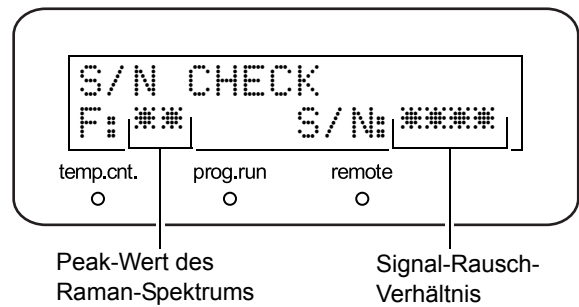 S/N CHECK
F:** S/N:****
temp.cnt. prog.run remote
Peak-Wert des
Raman-Spektrums
Signal-Rausch-
Verhältnis